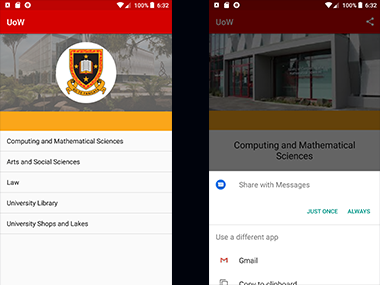 100% 6:32
UoW
Computing and Mathematical Sciences
Arts and Social Sciences
Law
University Library
University Shops and Lakes
100% 6:32
UoW
Computing and Mathematical
Sciences
Share with Messages
JUST ONCE ALWAYS
Use a different app
Gmail
Copy to clipboard